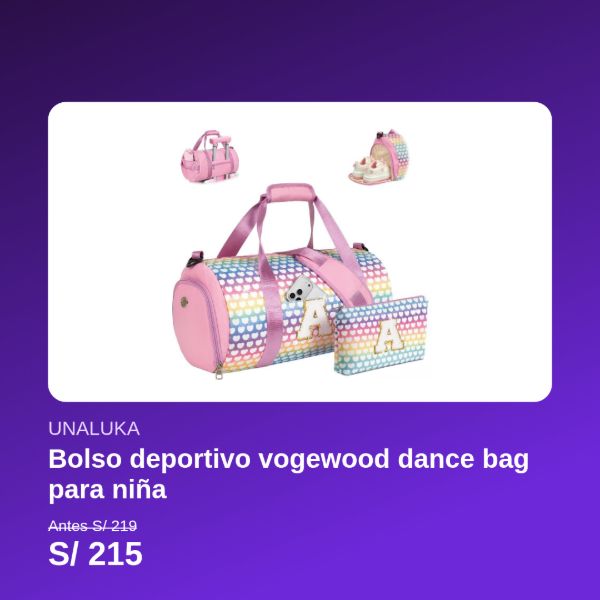 A
A
UNALUKA
Bolso deportivo vogewood dance bag
para niña
Antes S/ 219
S/ 215